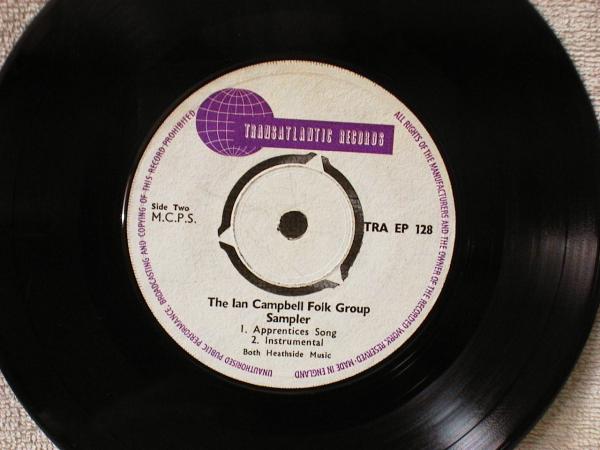 TRANSATLANTIC RECORDS
ALL RIGHTS OF THE MANUFACTURERS AND THE OWNER OF THE RECORDED WORK RESERVED · MADE IN ENGLAND
UNAUTHORISED PUBLIC PERFORMANCE, BROADCASTING AND COPYING OF THIS RECORD PROHIBITED
Side Two
M.C.P.S.
TRA EP 128
The Ian Campbell Folk Group
Sampler
1. Apprentices Song
2. Instrumental
Both Heathside Music